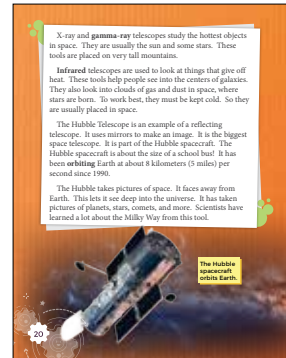 X-ray and gamma-ray telescopes study the hottest objects
in space. They are usually the sun and some stars. These
tools are placed on very tall mountains.
Infrared telescopes are used to look at things that give off
heat. These tools help people see into the centers of galaxies.
They also look into clouds of gas and dust in space, where
stars are born. To work best, they must be kept cold. So they
are usually placed in space.
The Hubble Telescope is an example of a reflecting
telescope. It uses mirrors to make an image. It is the biggest
space telescope. It is part of the Hubble spacecraft. The
Hubble spacecraft is about the size of a school bus! It has
been orbiting Earth at about 8 kilometers (5 miles) per
second since 1990.
The Hubble takes pictures of space. It faces away from
Earth. This lets it see deep into the universe. It has taken
pictures of planets, stars, comets, and more. Scientists have
learned a lot about the Milky Way from this tool.
The Hubble
spacecraft
orbits Earth.
20